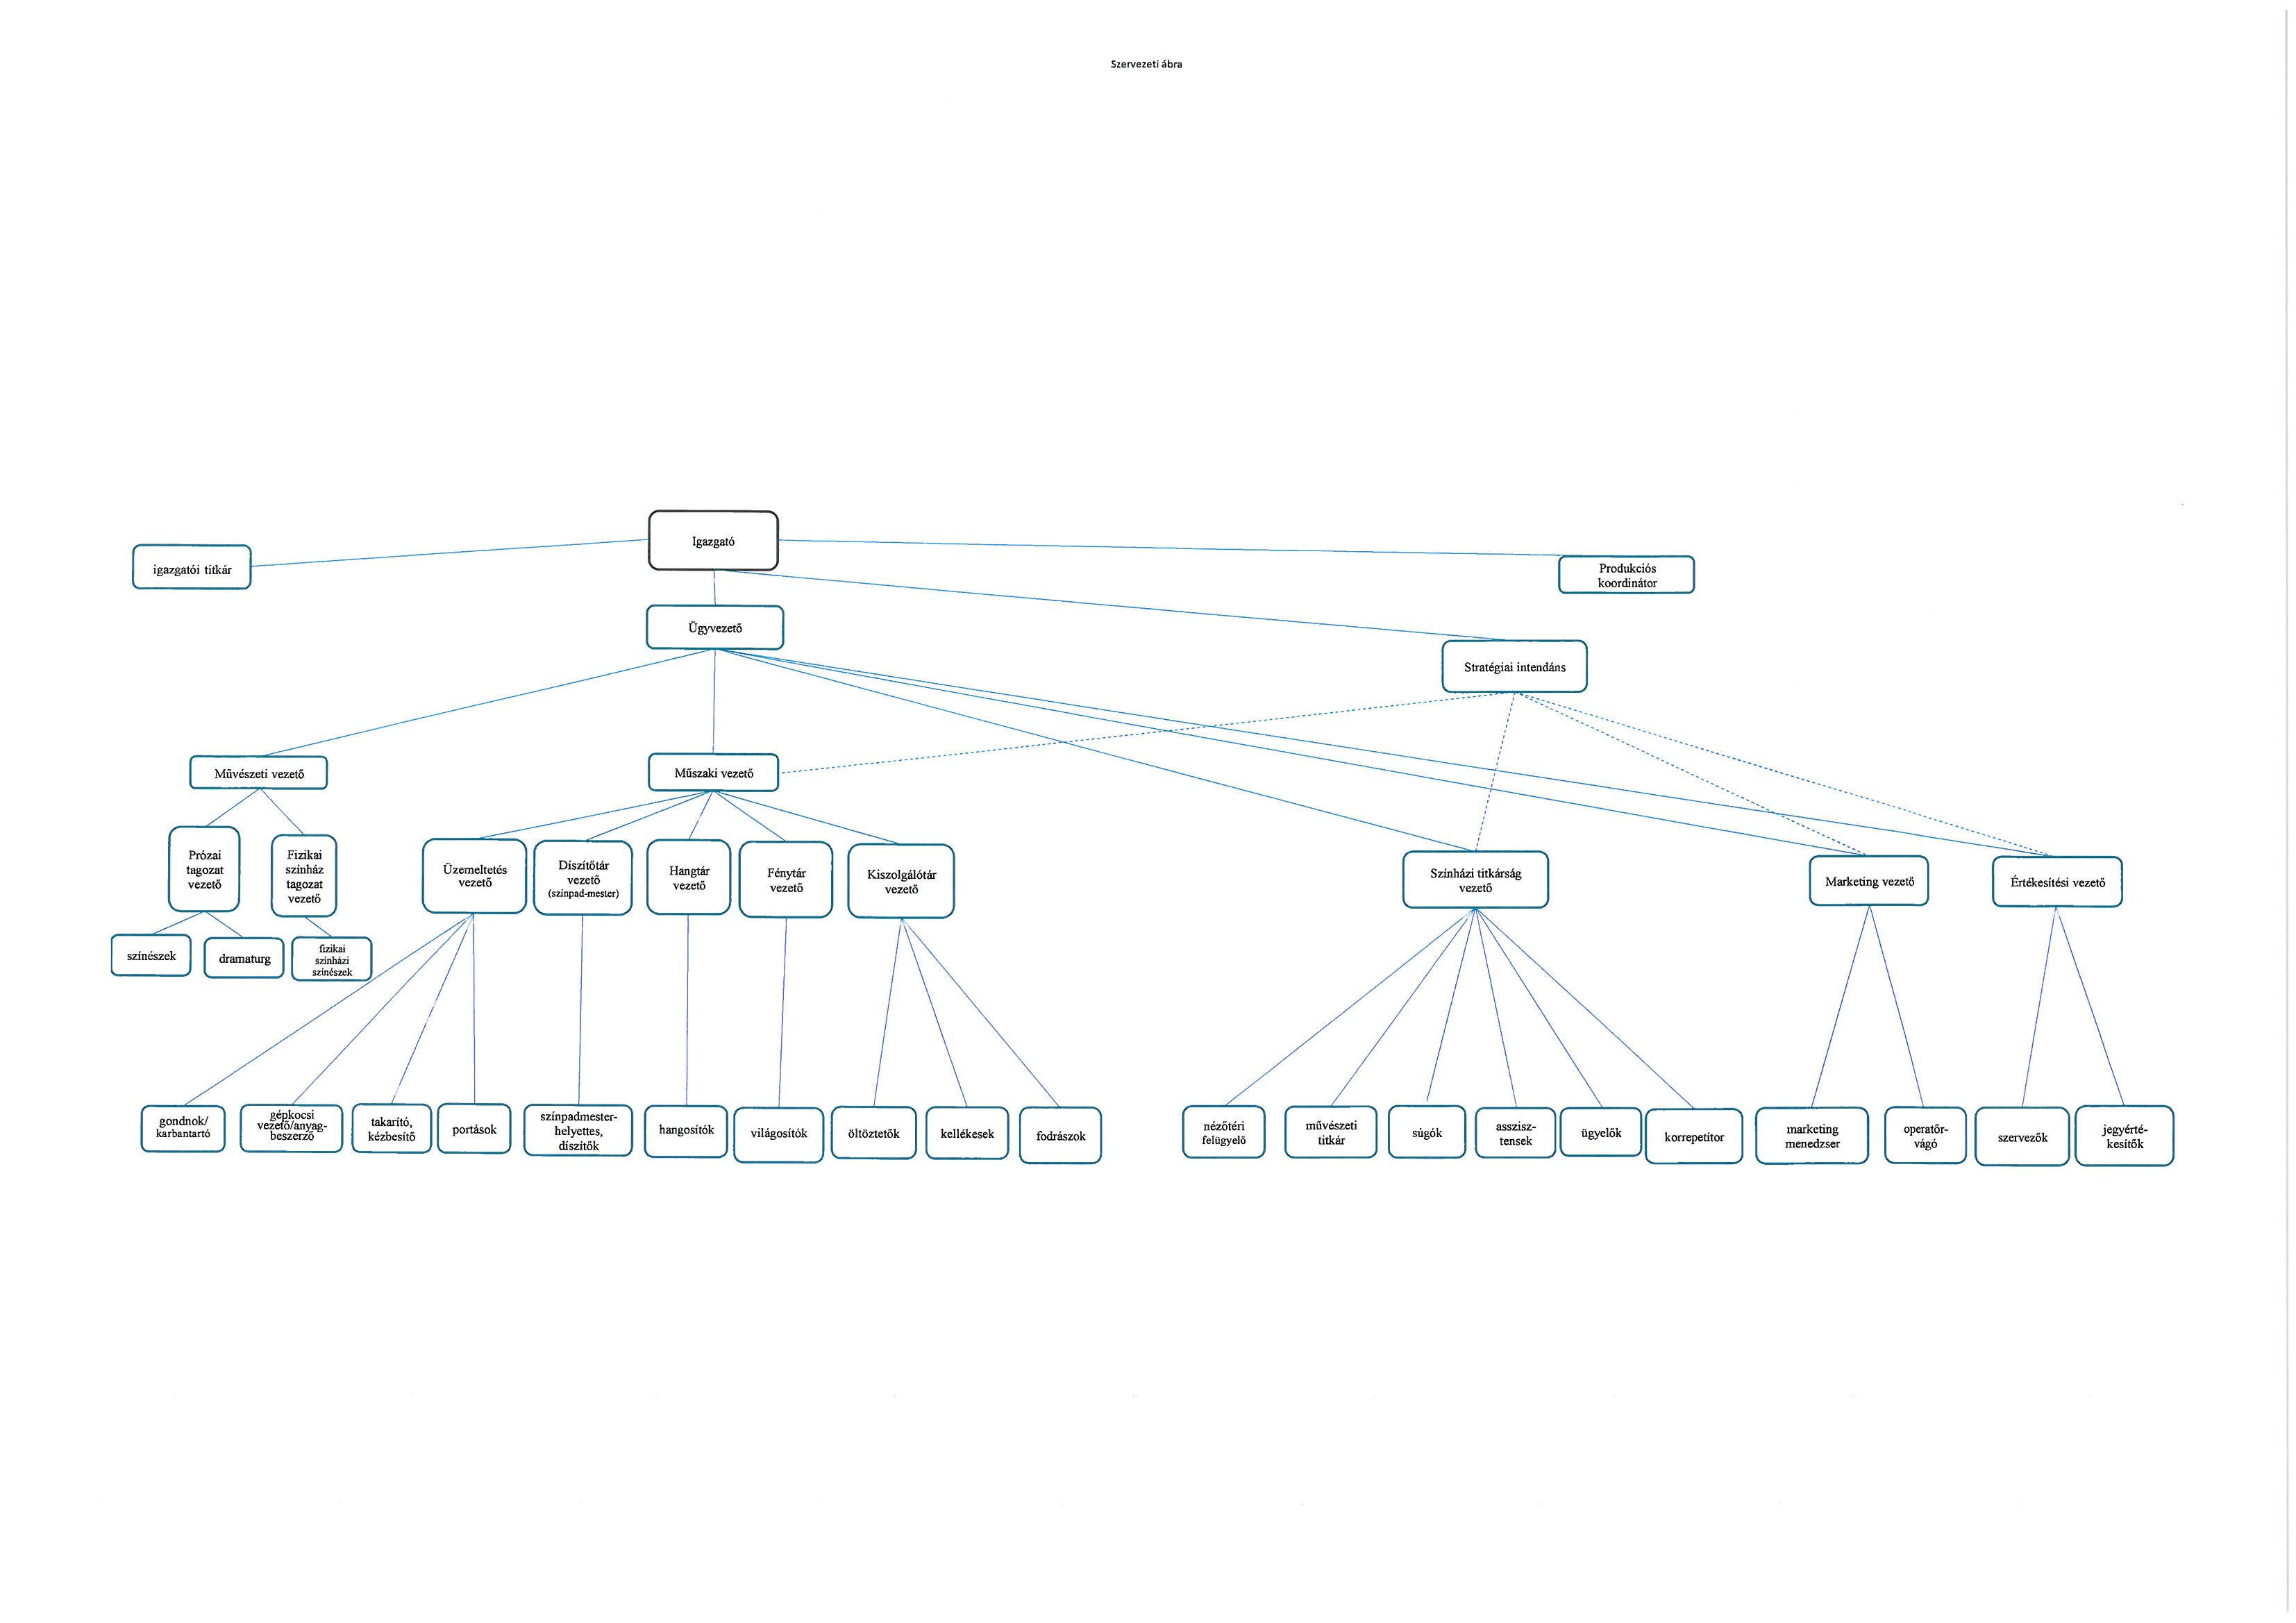 Szervezeti ábra
Igazgató
igazgatói titkár
Produkciós
koordinátor
Ügyvezető
Stratégiai intendáns
Művészeti vezető
Műszaki vezető
Prózai
tagozat
vezető
Fizikai
színház
tagozat
vezető
Üzemeltetés
vezető
Díszítőtár
vezető
(színpad-mester)
Hangtár
vezető
Fénytár
vezető
Kiszolgálótár
vezető
Színházi titkárság
vezető
Marketing vezető
Értékesítési vezető
színészek
dramaturg
fizikai
színházi
színészek
gondnok/
karbantartó
gépkocsi
vezető/anyag-
beszerző
takarító,
kézbesítő
portások
színpadmester-
helyettes,
díszítők
hangosítók
világosítók
öltöztetők
kellékesek
fodrászok
nézőtéri
felügyelő
művészeti
titkár
súgók
asszisz-
tensek
ügyelők
korrepetítor
marketing
menedzser
operatőr-
vágó
szervezők
jegyérté-
kesítők